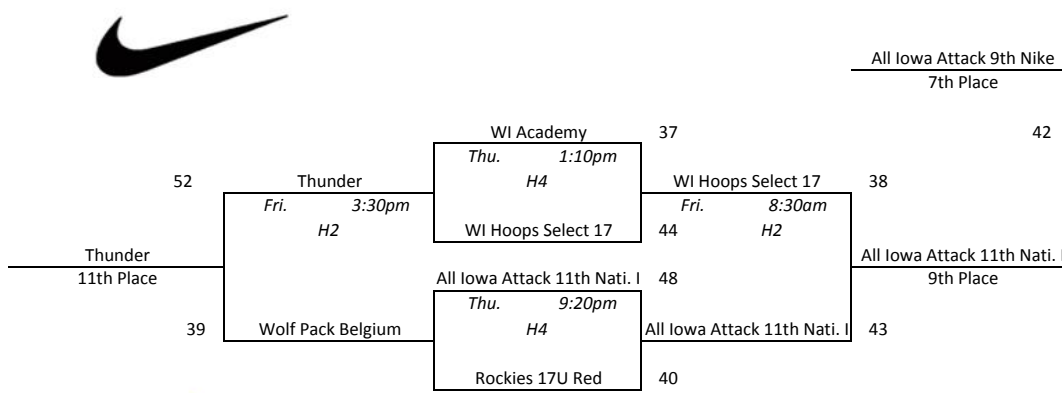 All Iowa Attack 9th Nike
7th Place
WI Academy 37 42
Thu. 1:10pm
52 Thunder H4 WI Hoops Select 17 38
Fri. 3:30pm Fri. 8:30am
H2 WI Hoops Select 17 44 H2
Thunder All Iowa Attack 11th Nati. I
11th Place All Iowa Attack 11th Nati. I 48 9th Place
Thu. 9:20pm
39 Wolf Pack Belgium H4 All Iowa Attack 11th Nati. I 43
Rockies 17U Red 40